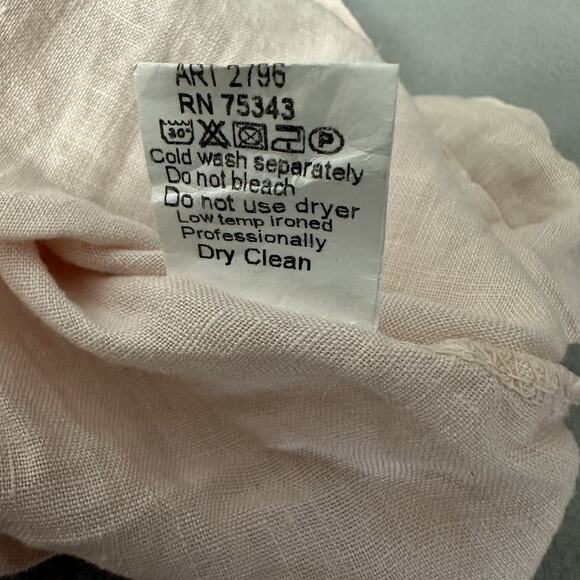 ART 2796
RN 75343
30° P
Cold wash separately
Do not bleach
Do not use dryer
Low temp ironed
Professionally
Dry Clean